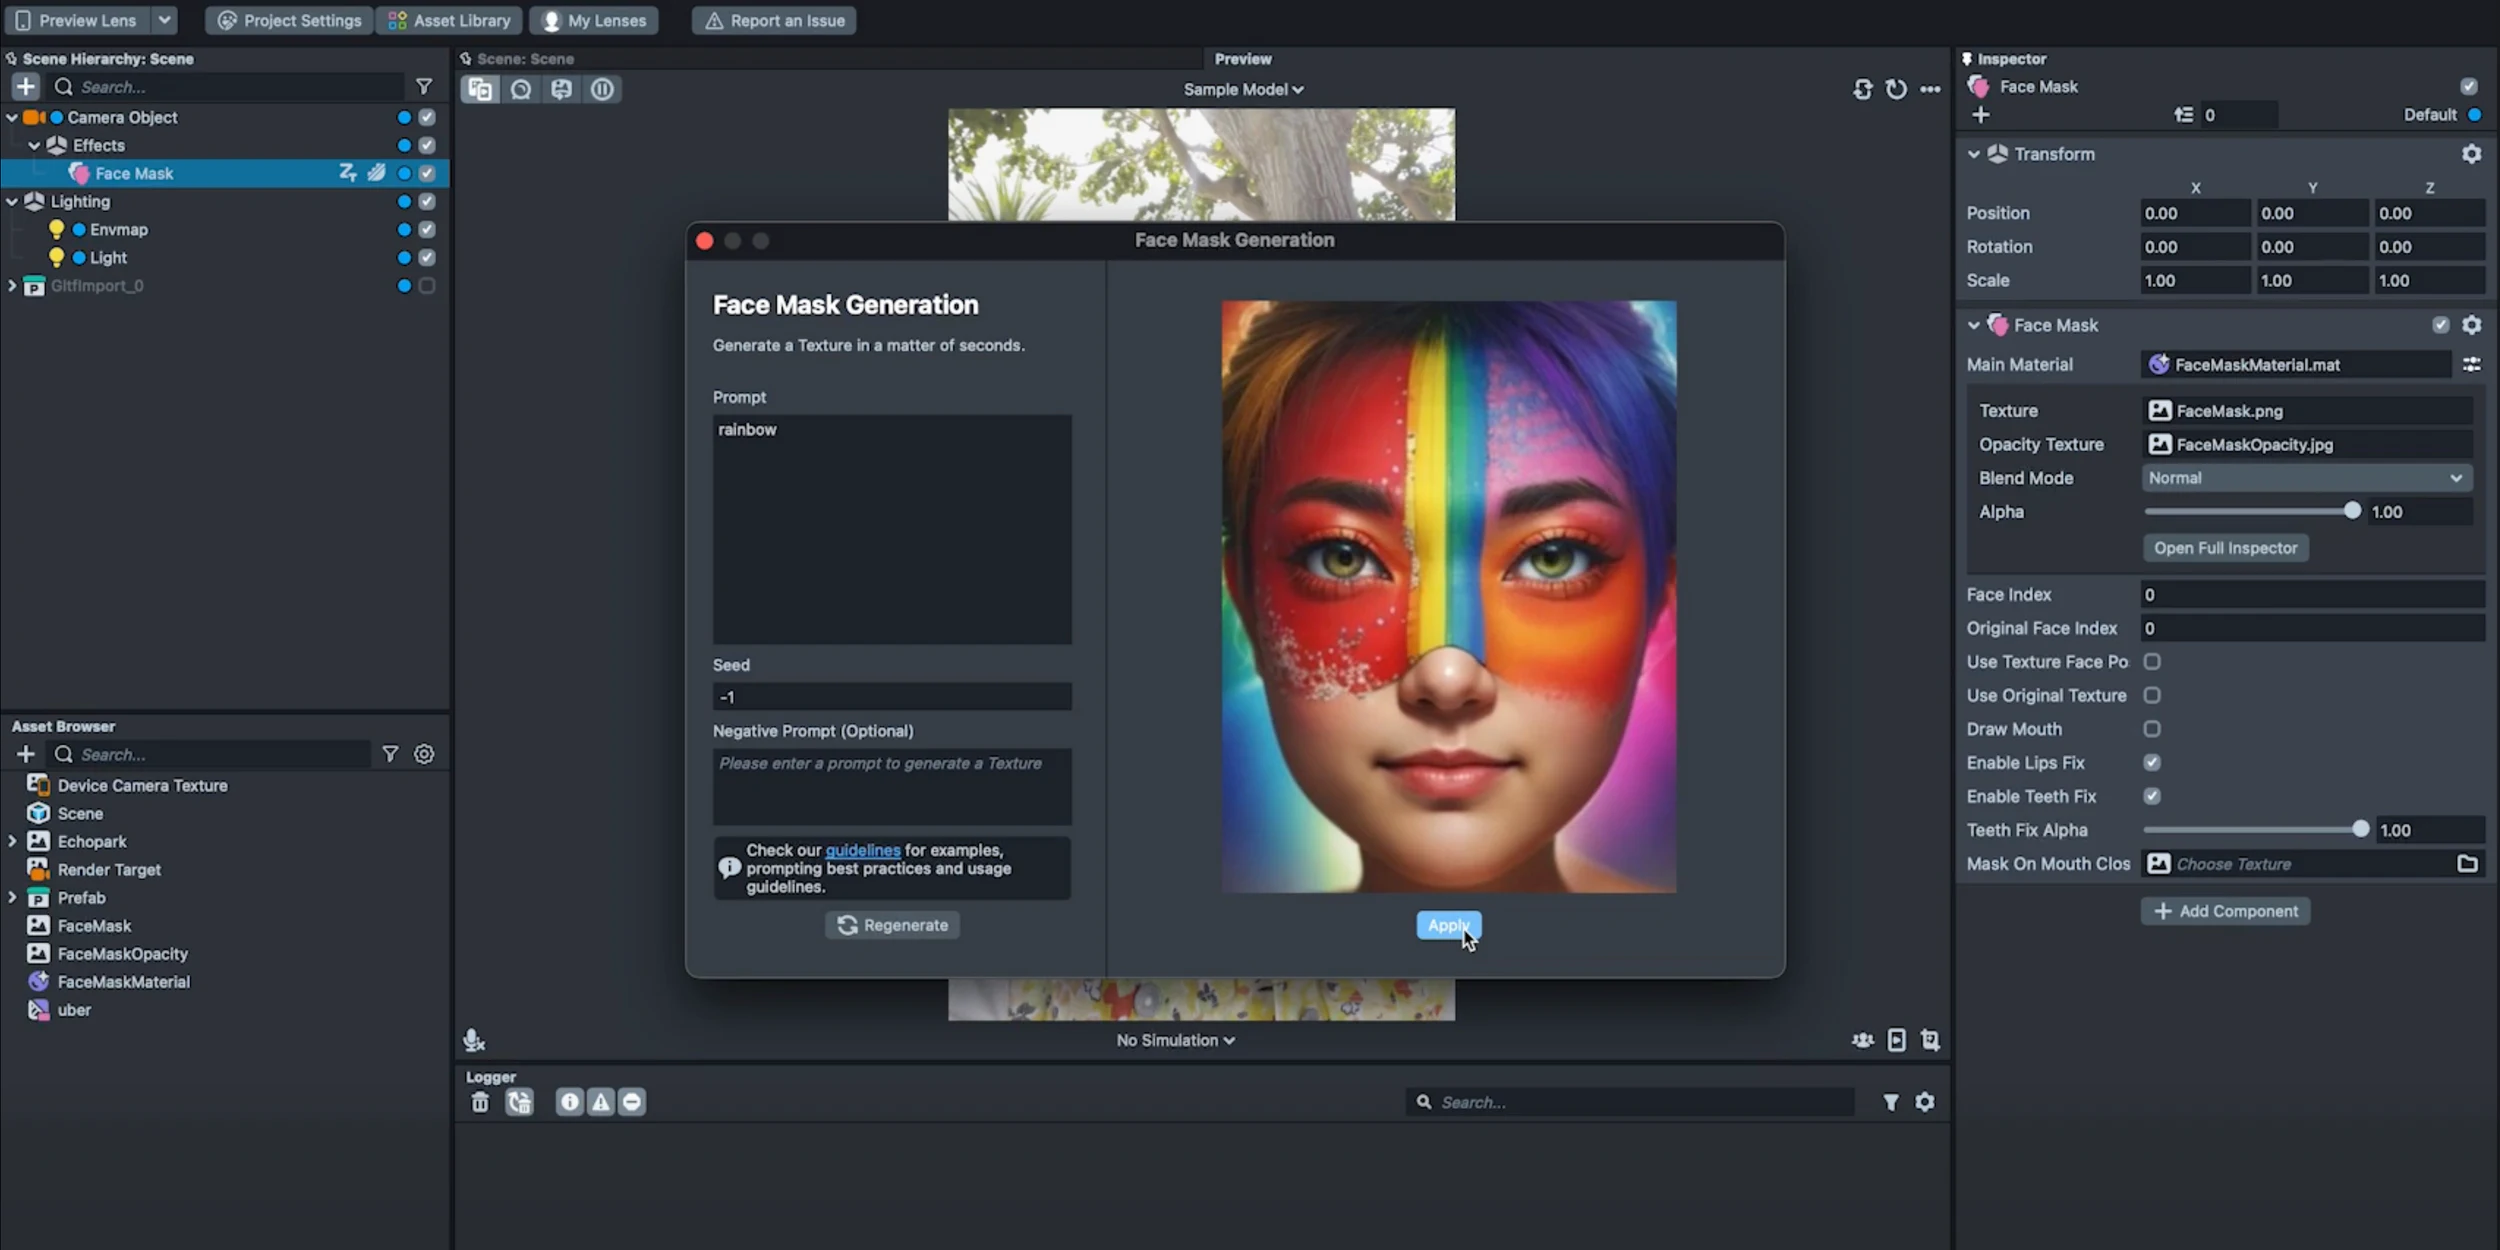 Preview Lens
Project Settings
Asset Library
My Lenses
Report an Issue
Scene Hierarchy: Scene
Search...
Camera Object
Effects
Face Mask
Lighting
Envmap
Light
GltfImport_0
Asset Browser
Search...
Device Camera Texture
Scene
Echopark
Render Target
Prefab
FaceMask
FaceMaskOpacity
FaceMaskMaterial
uber
Scene: Scene
Preview
Sample Model
Face Mask Generation
Face Mask Generation
Generate a Texture in a matter of seconds.
Prompt
rainbow
Seed
-1
Negative Prompt (Optional)
Please enter a prompt to generate a Texture
Check our guidelines for examples,
prompting best practices and usage
guidelines.
Regenerate
Apply
No Simulation
Logger
Search...
Inspector
Face Mask
0
Default
Transform
X Y Z
Position 0.00 0.00 0.00
Rotation 0.00 0.00 0.00
Scale 1.00 1.00 1.00
Face Mask
Main Material FaceMaskMaterial.mat
Texture FaceMask.png
Opacity Texture FaceMaskOpacity.jpg
Blend Mode Normal
Alpha 1.00
Open Full Inspector
Face Index 0
Original Face Index 0
Use Texture Face Po
Use Original Texture
Draw Mouth
Enable Lips Fix
Enable Teeth Fix
Teeth Fix Alpha 1.00
Mask On Mouth Clos Choose Texture
Add Component